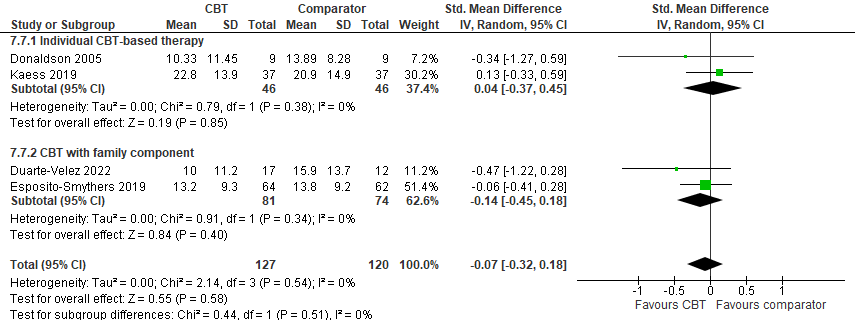 CBT Comparator Std. Mean Difference Std. Mean Difference
Study or Subgroup Mean SD Total Mean SD Total Weight IV, Random, 95% CI IV, Random, 95% CI
7.7.1 Individual CBT-based therapy
Donaldson 2005 10.33 11.45 9 13.89 8.28 9 7.2% -0.34 [-1.27, 0.59]
Kaess 2019 22.8 13.9 37 20.9 14.9 37 30.2% 0.13 [-0.33, 0.59]
Subtotal (95% CI) 46 46 37.4% 0.04 [-0.37, 0.45]
Heterogeneity: Tau² = 0.00; Chi² = 0.79, df = 1 (P = 0.38); I² = 0%
Test for overall effect: Z = 0.19 (P = 0.85)
7.7.2 CBT with family component
Duarte-Velez 2022 10 11.2 17 15.9 13.7 12 11.2% -0.47 [-1.22, 0.28]
Esposito-Smythers 2019 13.2 9.3 64 13.8 9.2 62 51.4% -0.06 [-0.41, 0.28]
Subtotal (95% CI) 81 74 62.6% -0.14 [-0.45, 0.18]
Heterogeneity: Tau² = 0.00; Chi² = 0.91, df = 1 (P = 0.34); I² = 0%
Test for overall effect: Z = 0.84 (P = 0.40)
Total (95% CI) 127 120 100.0% -0.07 [-0.32, 0.18]
Heterogeneity: Tau² = 0.00; Chi² = 2.14, df = 3 (P = 0.54); I² = 0%
Test for overall effect: Z = 0.55 (P = 0.58)
Test for subgroup differences: Chi² = 0.44, df = 1 (P = 0.51), I² = 0%
-1 -0.5 0 0.5 1
Favours CBT Favours comparator